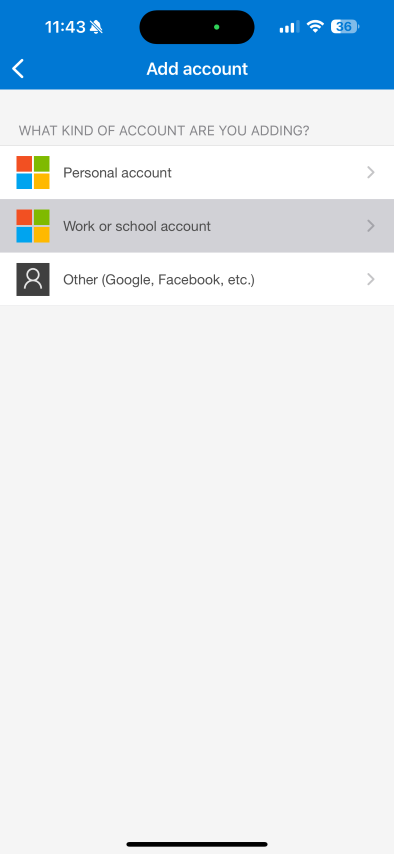 11:43
36
Add account
WHAT KIND OF ACCOUNT ARE YOU ADDING?
Personal account
Work or school account
Other (Google, Facebook, etc.)